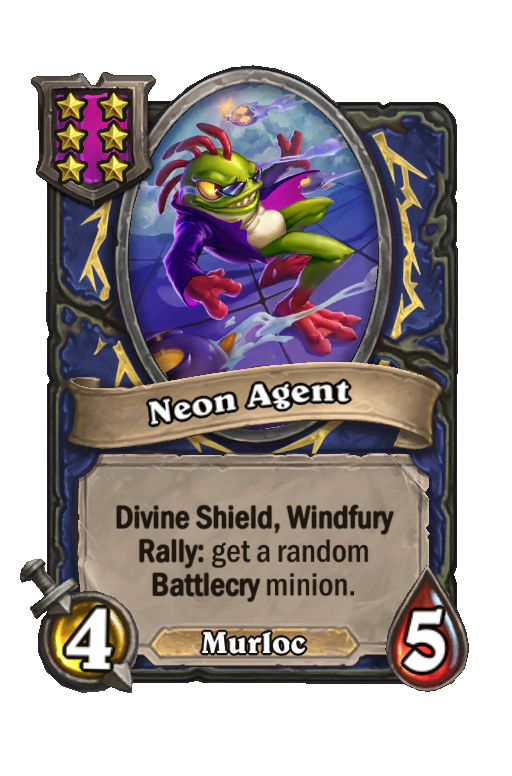 Neon Agent
Divine Shield, Windfury
Rally: get a random
Battlecry minion.
4
Murloc
5